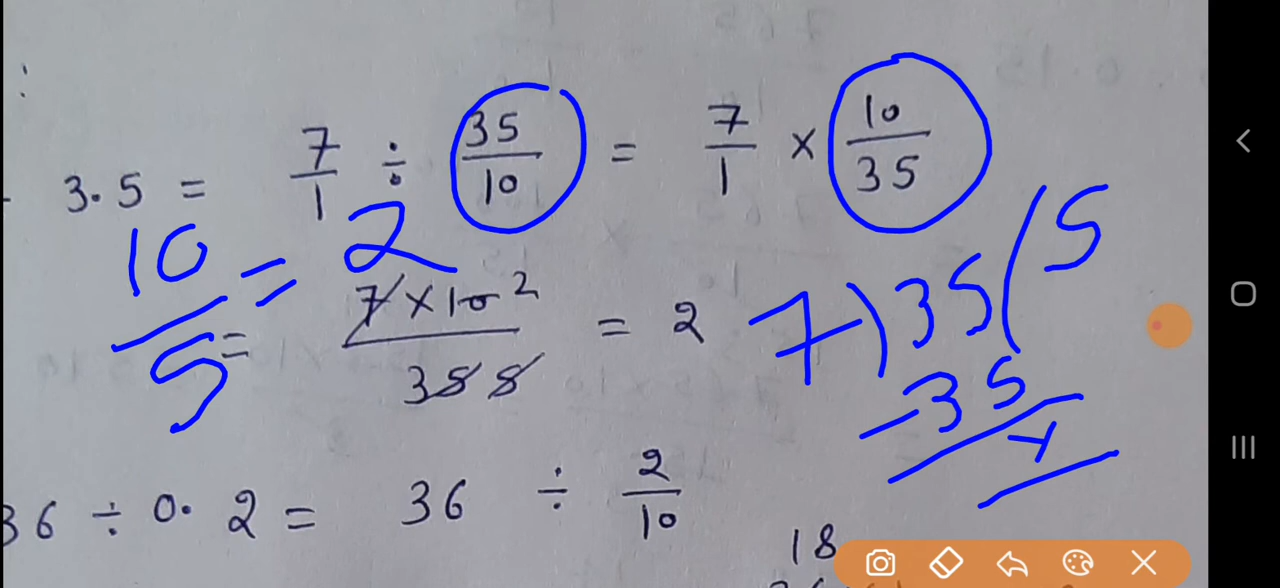 - 3.5 = 7/1 ÷ 35/10 = 7/1 × 10/35
10/5 = 2
= 7×10 2/35 5 = 2
7)35(5
-35
36 ÷ 0.2 = 36 ÷ 2/10
18